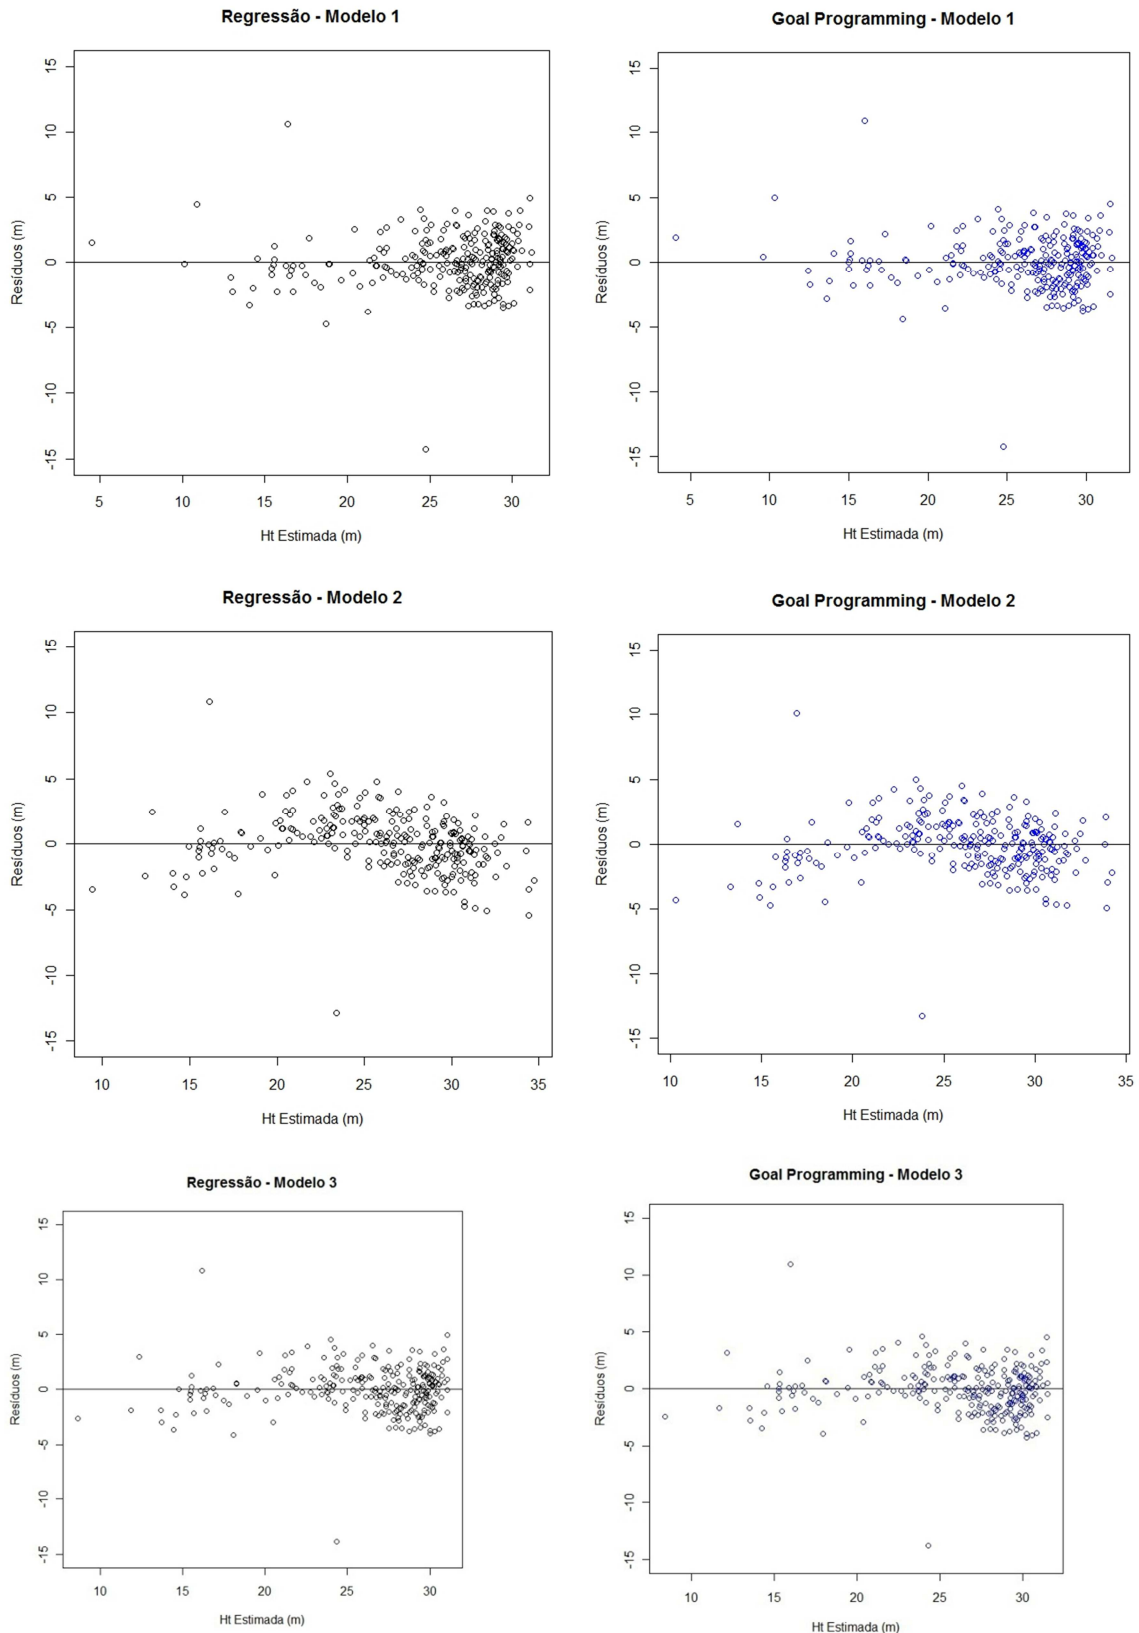 Regressão - Modelo 1
Resíduos (m)
15
10
5
0
-5
-10
-15
5 10 15 20 25 30
Ht Estimada (m)
Goal Programming - Modelo 1
Resíduos (m)
15
10
5
0
-5
-10
-15
5 10 15 20 25 30
Ht Estimada (m)
Regressão - Modelo 2
Resíduos (m)
15
10
5
0
-5
-10
-15
10 15 20 25 30 35
Ht Estimada (m)
Goal Programming - Modelo 2
Resíduos (m)
15
10
5
0
-5
-10
-15
10 15 20 25 30 35
Ht Estimada (m)
Regressão - Modelo 3
Resíduos (m)
15
10
5
0
-5
-10
-15
10 15 20 25 30
Ht Estimada (m)
Goal Programming - Modelo 3
Resíduos (m)
15
10
5
0
-5
-10
-15
10 15 20 25 30
Ht Estimada (m)